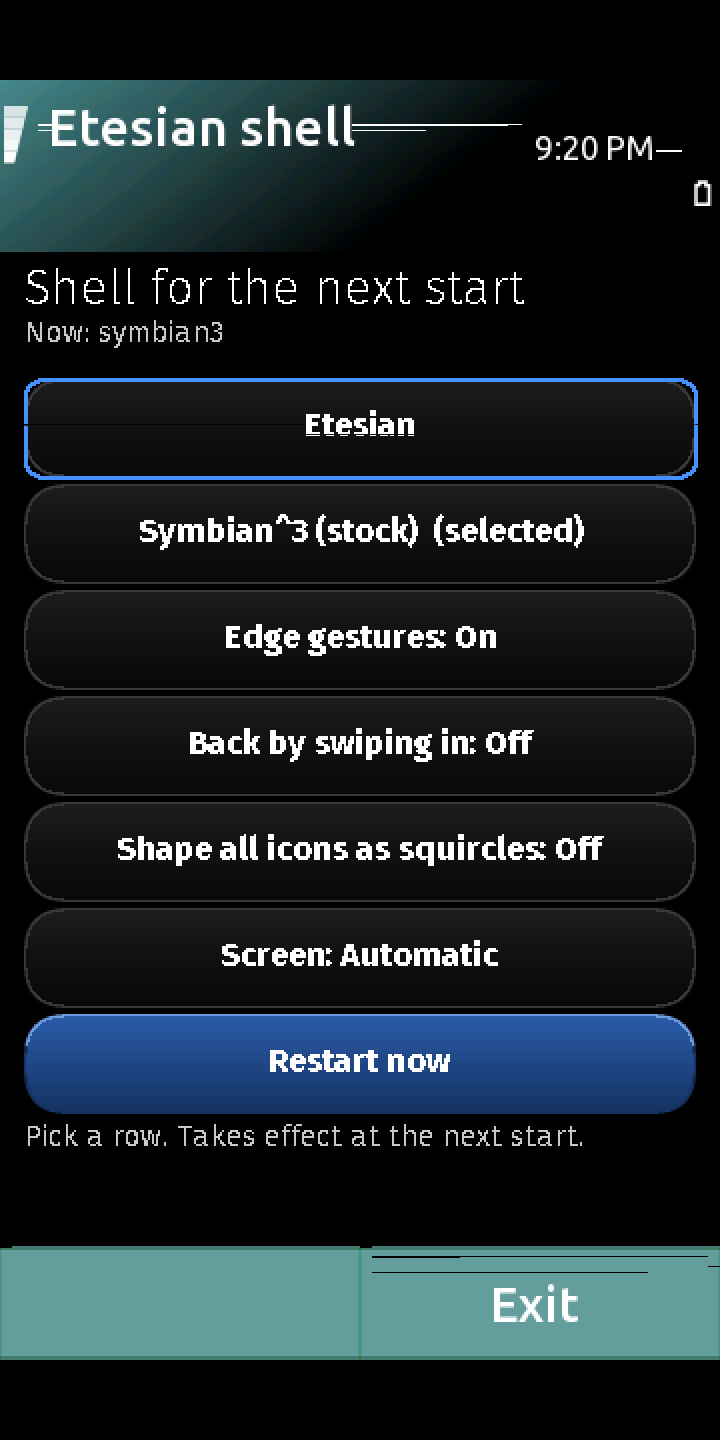 Etesian shell
9:20 PM
Shell for the next start
Now: symbian3
Etesian
Symbian^3 (stock) (selected)
Edge gestures: On
Back by swiping in: Off
Shape all icons as squircles: Off
Screen: Automatic
Restart now
Pick a row. Takes effect at the next start.
Exit